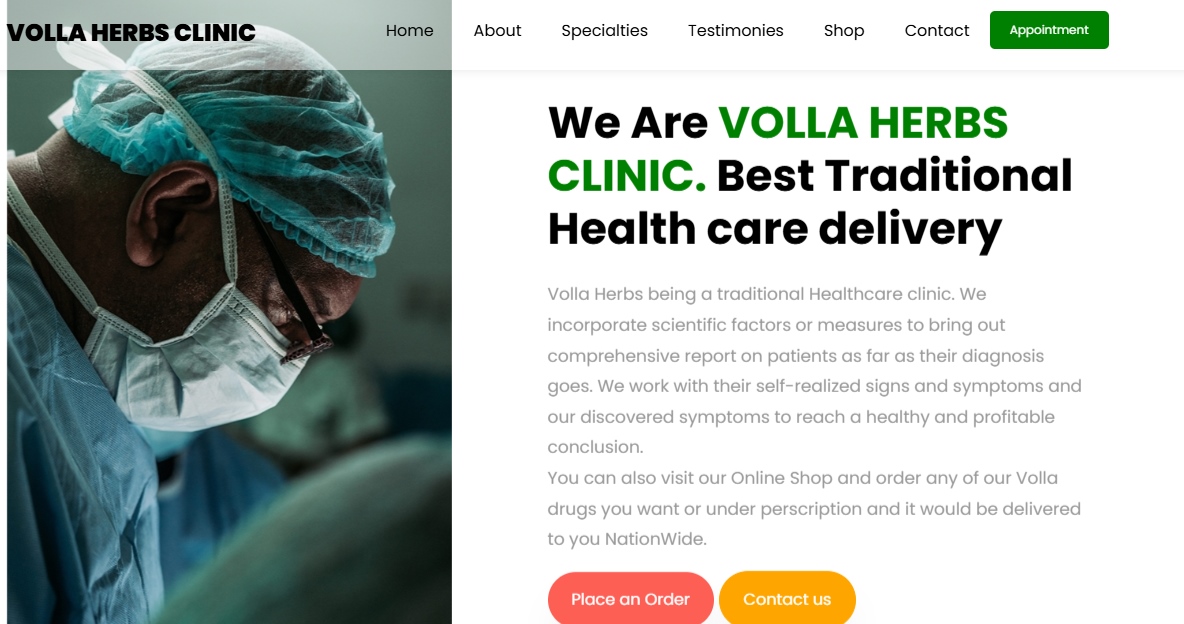 VOLLA HERBS CLINIC
Home About Specialties Testimonies Shop Contact Appointment
We Are VOLLA HERBS
CLINIC. Best Traditional
Health care delivery
Volla Herbs being a traditional Healthcare clinic. We
incorporate scientific factors or measures to bring out
comprehensive report on patients as far as their diagnosis
goes. We work with their self-realized signs and symptoms and
our discovered symptoms to reach a healthy and profitable
conclusion.
You can also visit our Online Shop and order any of our Volla
drugs you want or under perscription and it would be delivered
to you NationWide.
Place an Order Contact us